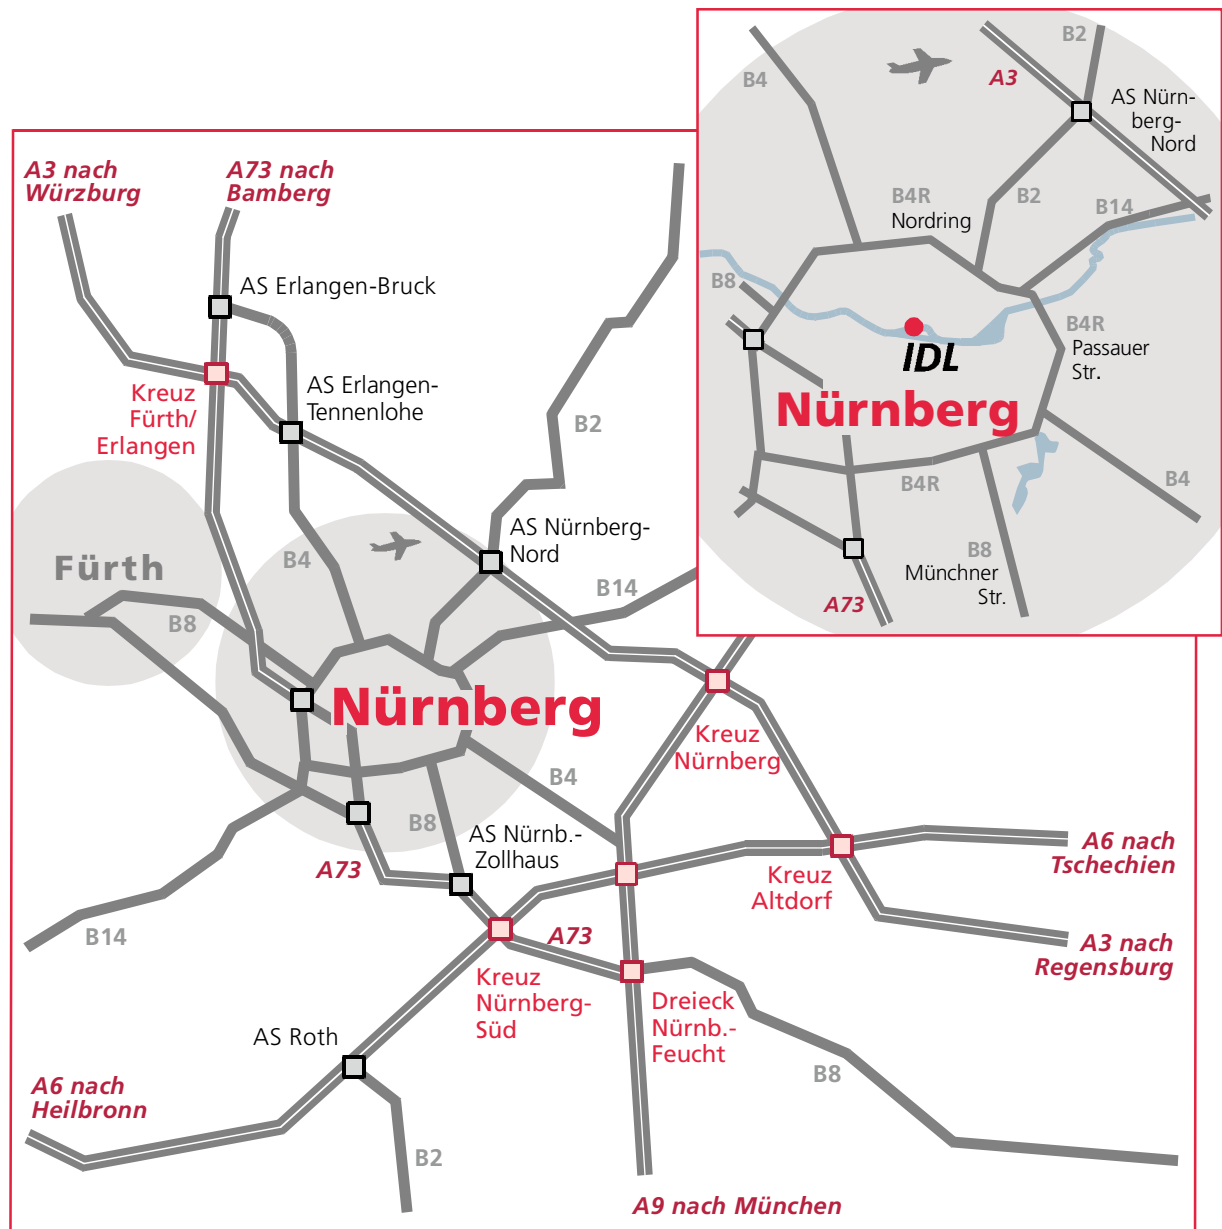 B2
B4
A3
AS Nürn-
berg-
Nord
B4R
Nordring
B2
B14
B8
B4R
Passauer
Str.
IDL
Nürnberg
B4R
B4
B8
Münchner
Str.
A73
A3 nach
Würzburg
A73 nach
Bamberg
AS Erlangen-Bruck
Kreuz
Fürth/
Erlangen
AS Erlangen-
Tennenlohe
B2
AS Nürnberg-
Nord
Fürth
B4
B14
B8
Nürnberg
Kreuz
Nürnberg
B4
B8
AS Nürnb.-
Zollhaus
A73
A6 nach
Tschechien
Kreuz
Altdorf
B14
A73
A3 nach
Regensburg
Kreuz
Nürnberg-
Süd
Dreieck
Nürnb.-
Feucht
AS Roth
B8
A6 nach
Heilbronn
B2
A9 nach München